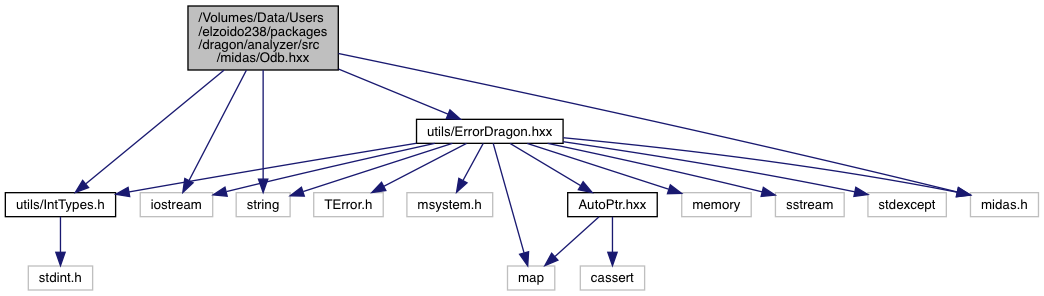 /Volumes/Data/Users
/elzoido238/packages
/dragon/analyzer/src
/midas/Odb.hxx
utils/ErrorDragon.hxx
utils/IntTypes.h
iostream
string
TError.h
msystem.h
AutoPtr.hxx
memory
sstream
stdexcept
midas.h
stdint.h
map
cassert